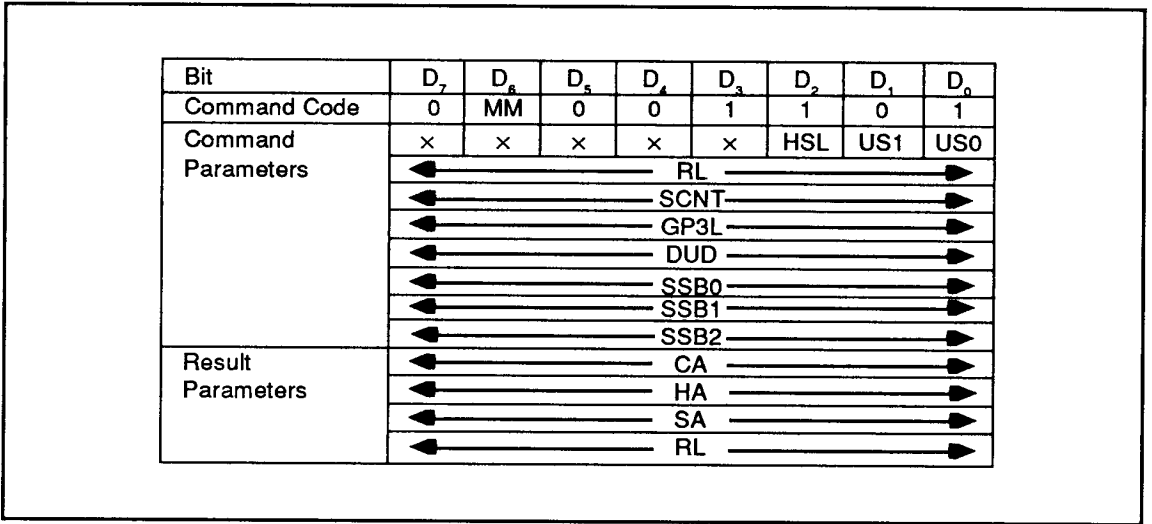 Bit D₇ D₆ D₅ D₄ D₃ D₂ D₁ D₀
Command Code 0 MM 0 0 1 1 0 1
Command × × × × × HSL US1 US0
Parameters RL
SCNT
GP3L
DUD
SSB0
SSB1
SSB2
Result CA
Parameters HA
SA
RL